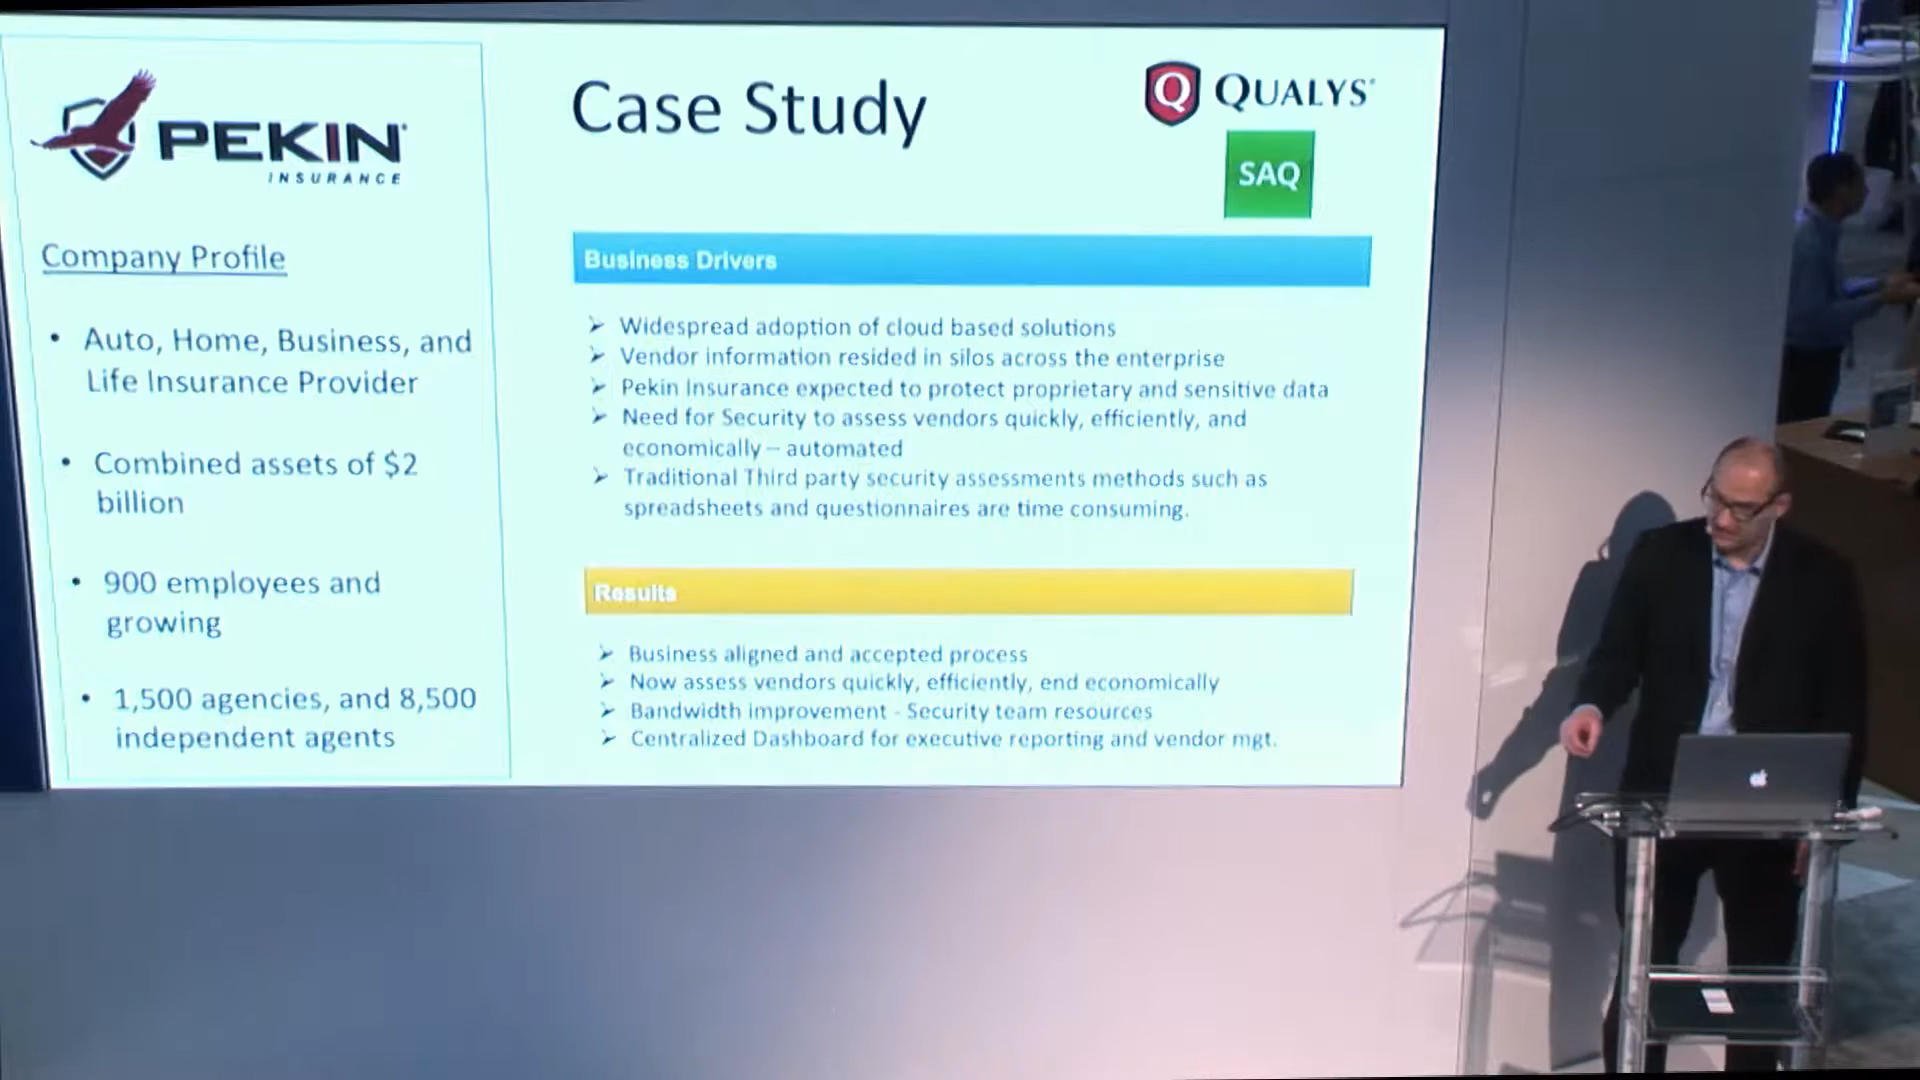 PEKIN
INSURANCE
Company Profile
• Auto, Home, Business, and
Life Insurance Provider
• Combined assets of $2
billion
• 900 employees and
growing
• 1,500 agencies, and 8,500
independent agents
Case Study
Q QUALYS®
SAQ
Business Drivers
➢ Widespread adoption of cloud based solutions
➢ Vendor information resided in silos across the enterprise
➢ Pekin Insurance expected to protect proprietary and sensitive data
➢ Need for Security to assess vendors quickly, efficiently, and
economically – automated
➢ Traditional Third party security assessments methods such as
spreadsheets and questionnaires are time consuming.
Results
➢ Business aligned and accepted process
➢ Now assess vendors quickly, efficiently, end economically
➢ Bandwidth improvement - Security team resources
➢ Centralized Dashboard for executive reporting and vendor mgt.